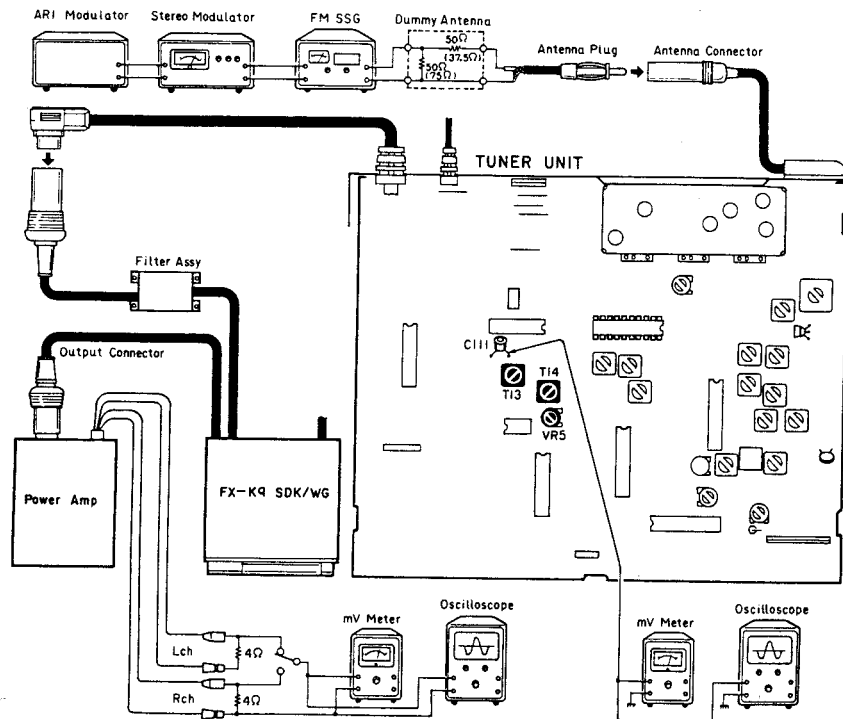 ARI Modulator
Stereo Modulator
FM SSG
Dummy Antenna
50Ω
(37.5Ω)
50Ω
(75Ω)
Antenna Plug
Antenna Connector
TUNER UNIT
Filter Assy
Output Connector
C111
T13
T14
VR5
Power Amp
FX-K9 SDK/WG
Lch
4Ω
Rch
4Ω
mV Meter
Oscilloscope
mV Meter
Oscilloscope